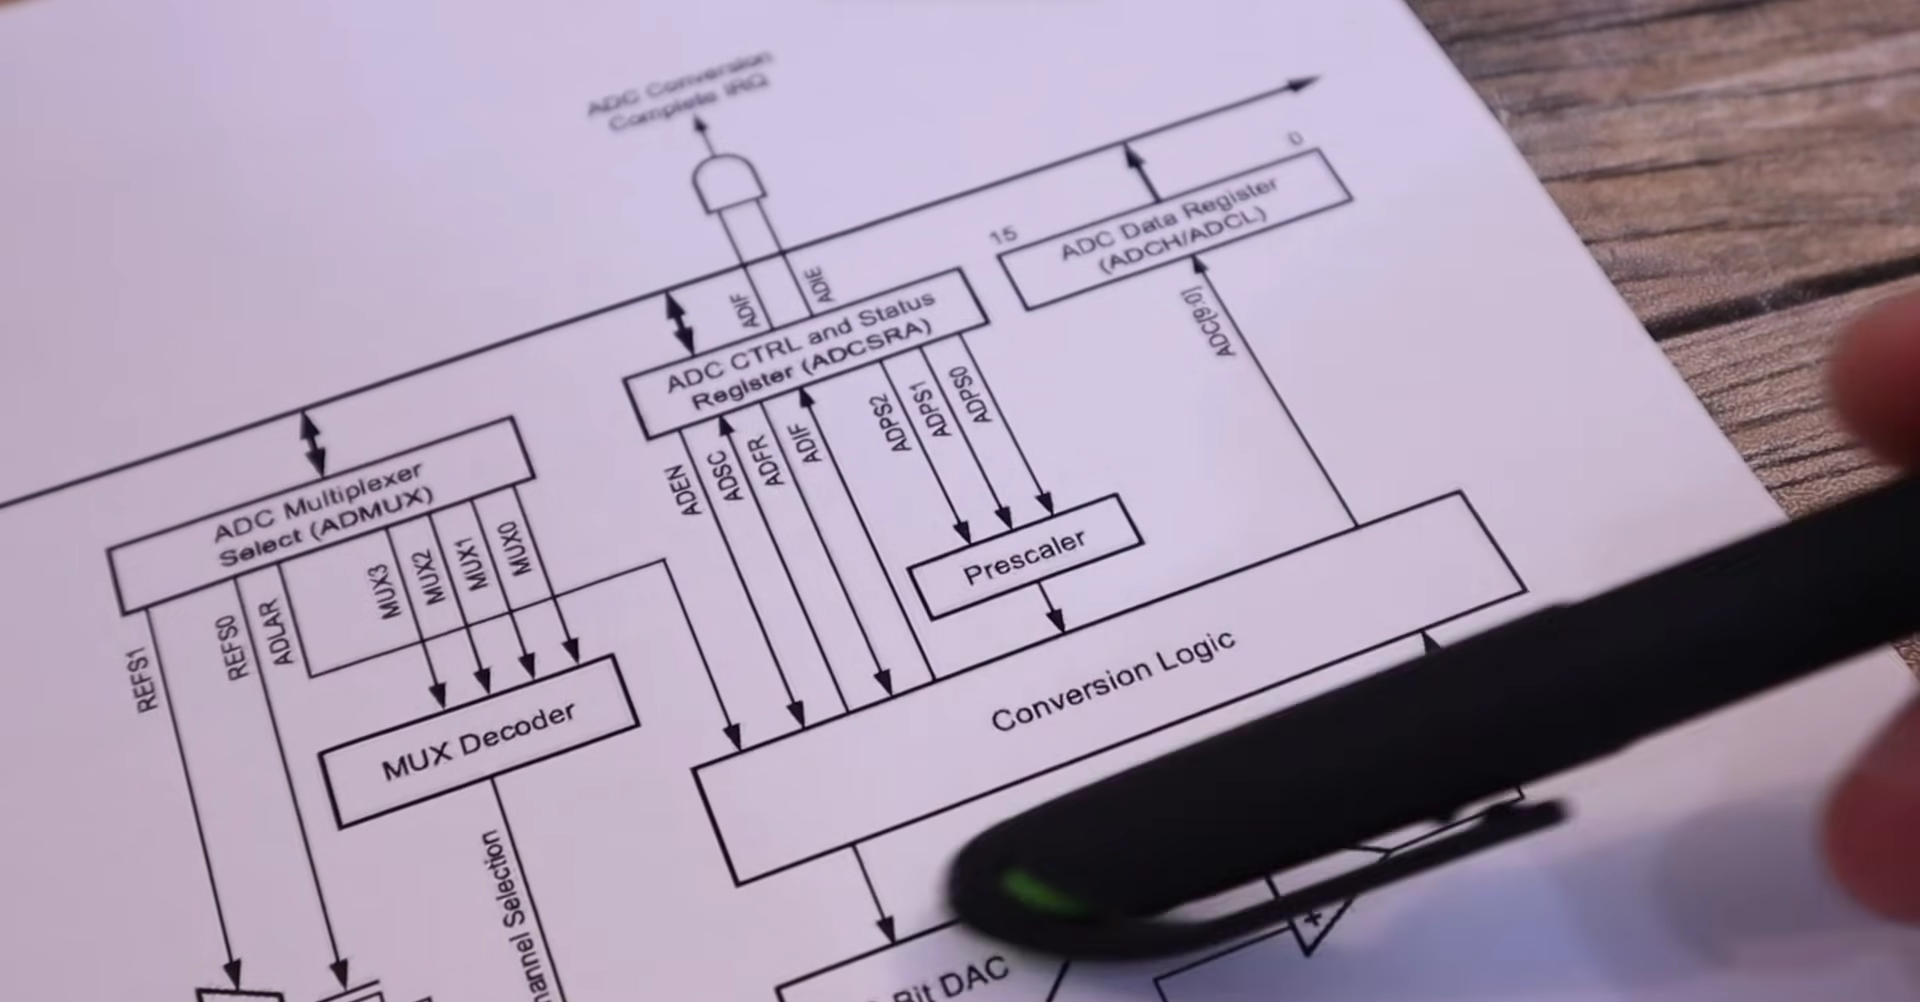 ADC Conversion
Complete IRQ
0
15
ADC Data Register
(ADCH/ADCL)
ADIF
ADIE
ADC CTRL and Status
Register (ADCSRA)
ADC[9:0]
ADEN
ADSC
ADFR
ADIF
ADPS2
ADPS1
ADPS0
ADC Multiplexer
Select (ADMUX)
REFS1
REFS0
ADLAR
MUX3
MUX2
MUX1
MUX0
Prescaler
Conversion Logic
MUX Decoder
Selection
Bit DAC
+